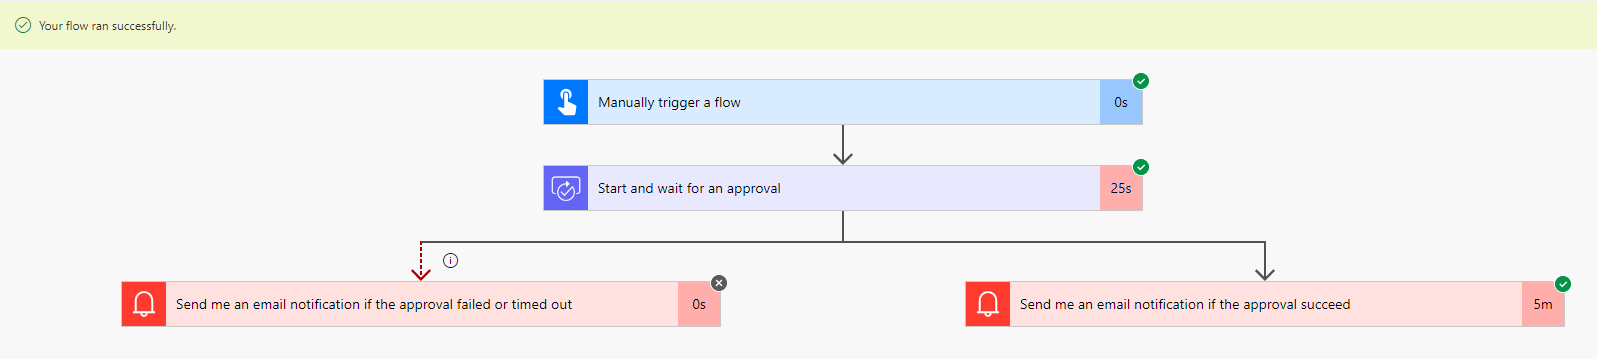 Your flow ran successfully.
Manually trigger a flow
0s
Start and wait for an approval
25s
Send me an email notification if the approval failed or timed out
0s
Send me an email notification if the approval succeed
5m